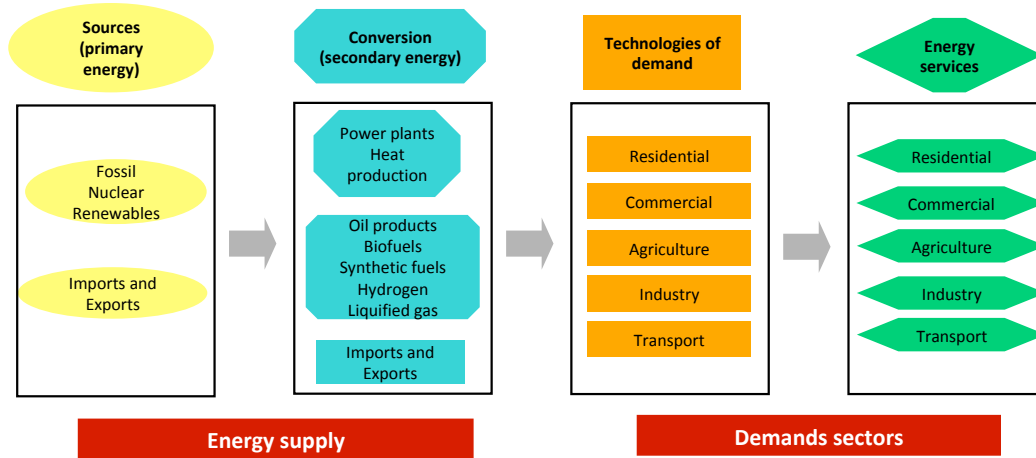 Sources
(primary
energy)
Conversion
(secondary energy)
Technologies of
demand
Energy
services
Fossil
Nuclear
Renewables
Imports and
Exports
Power plants
Heat
production
Oil products
Biofuels
Synthetic fuels
Hydrogen
Liquified gas
Imports and
Exports
Residential
Commercial
Agriculture
Industry
Transport
Residential
Commercial
Agriculture
Industry
Transport
Energy supply
Demands sectors